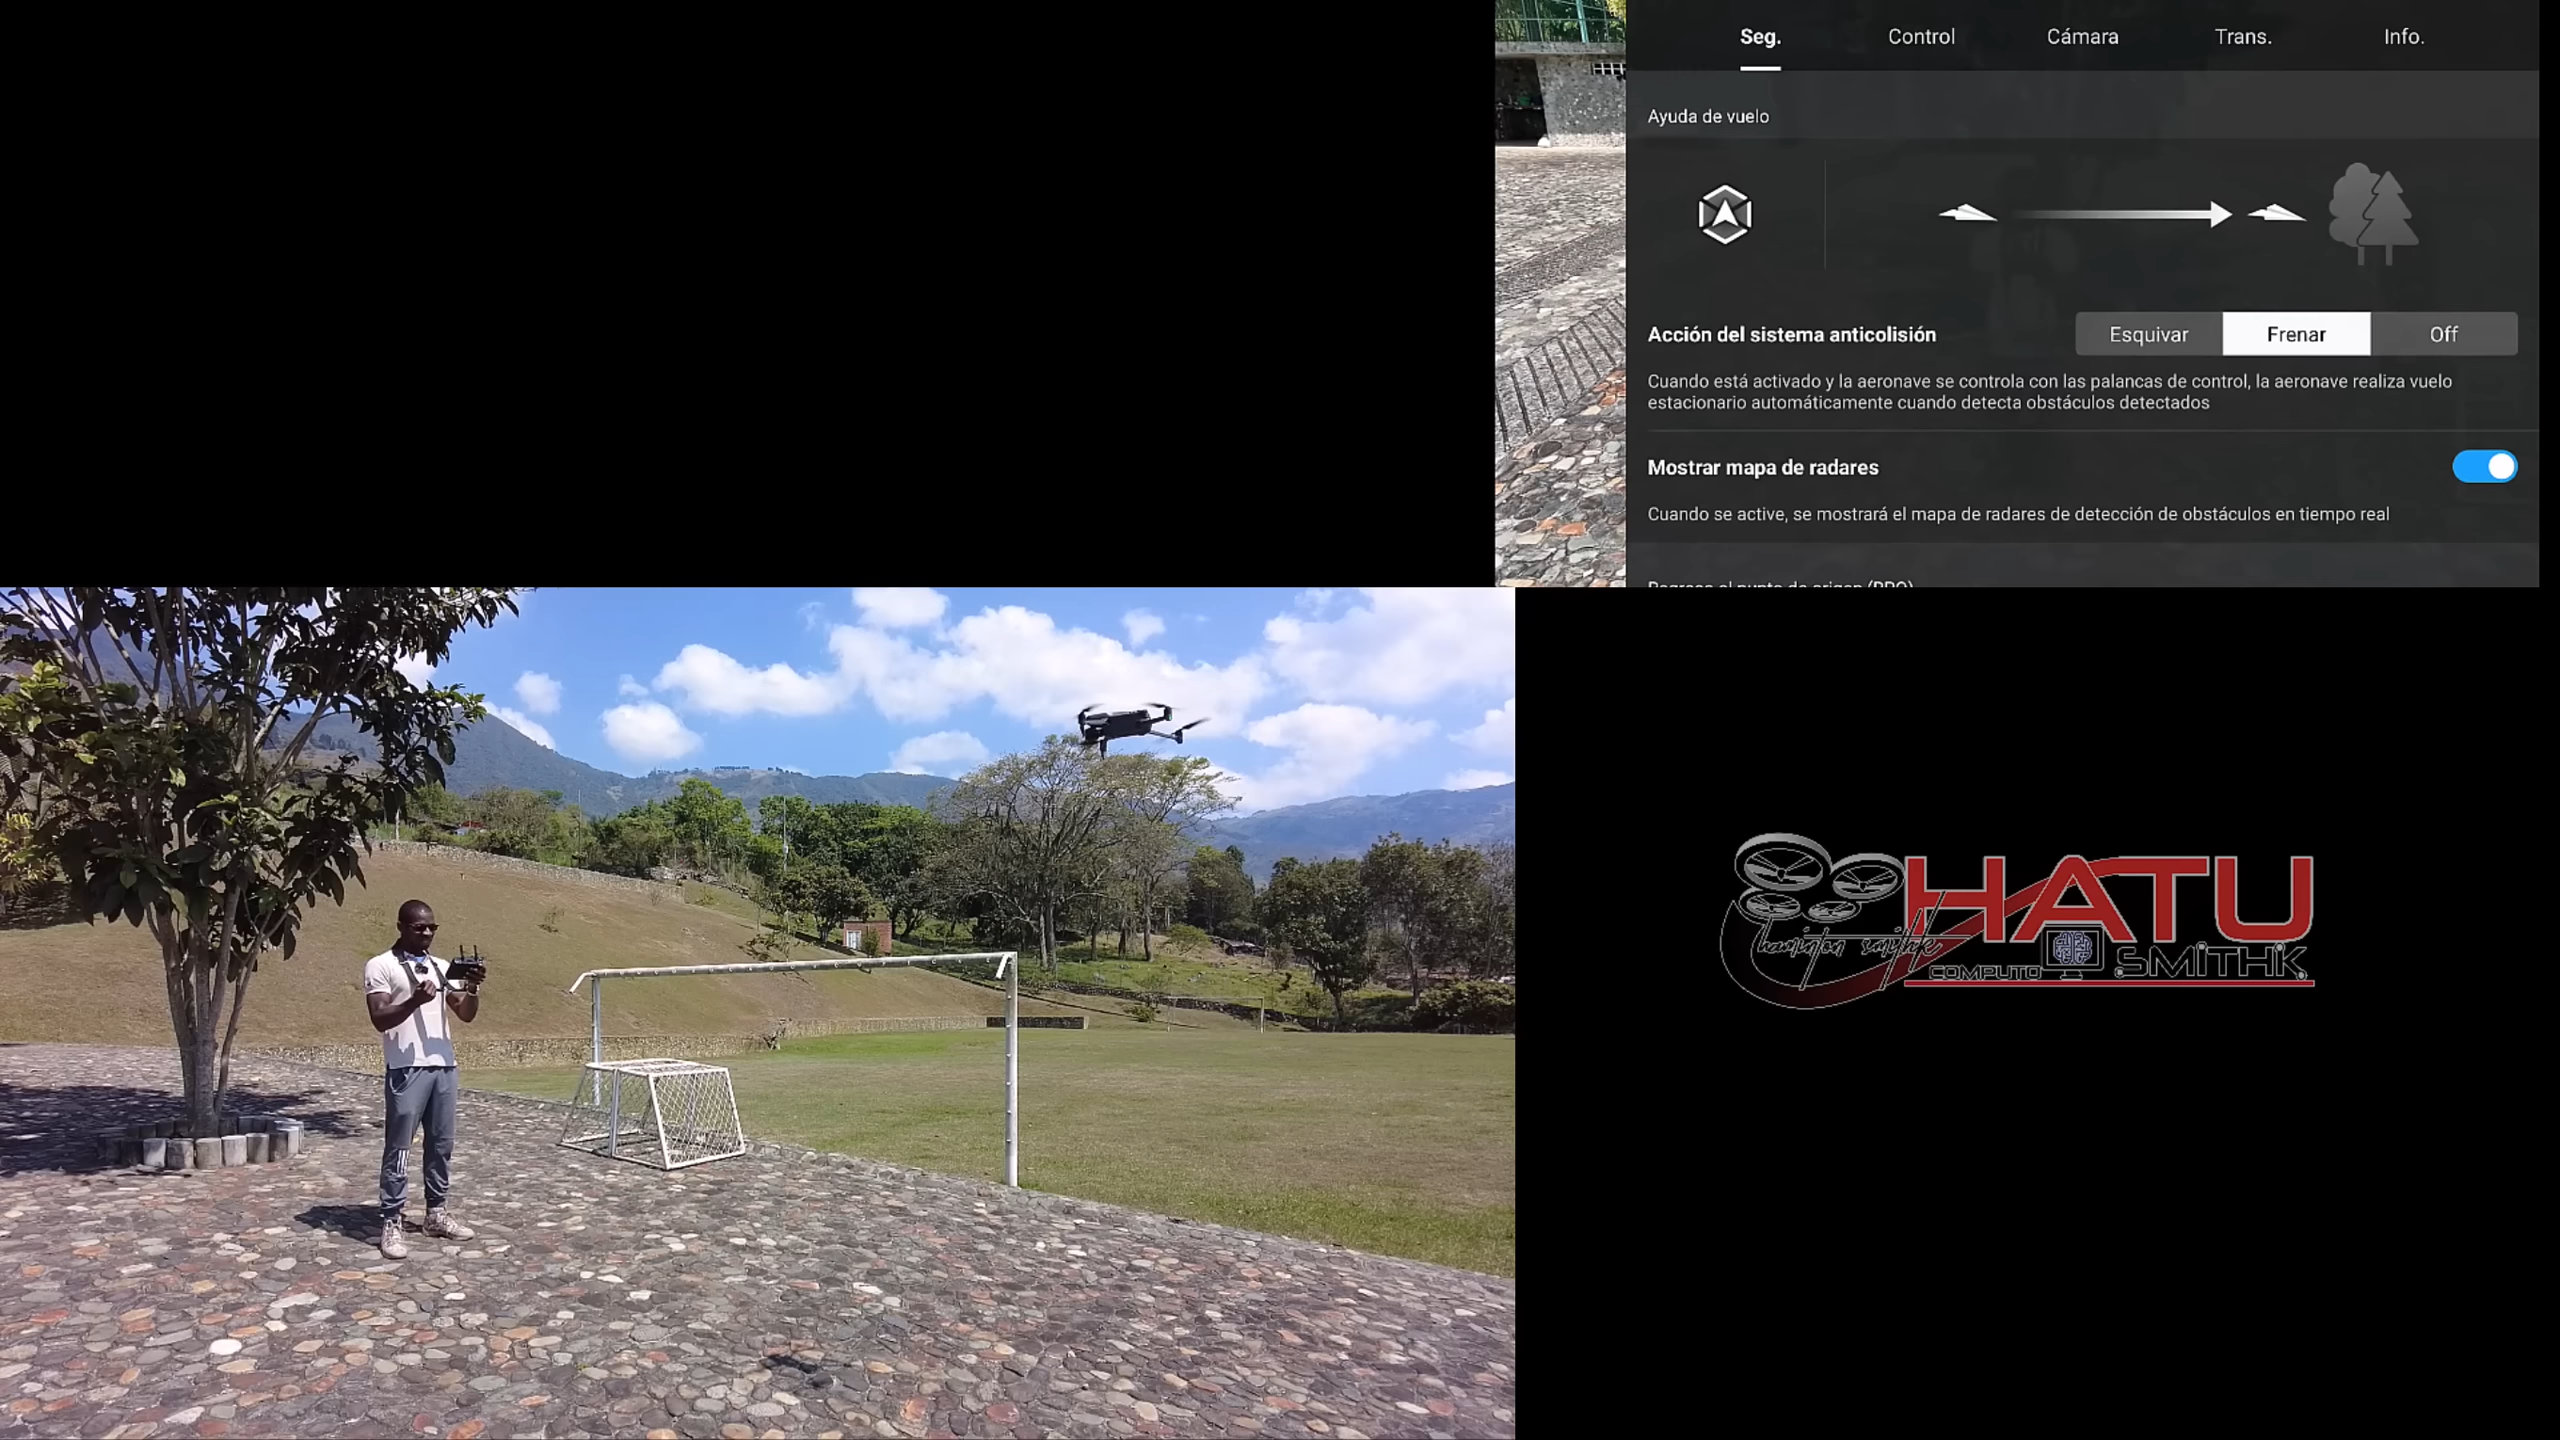 Seg. Control Cámara Trans. Info.
Ayuda de vuelo
Acción del sistema anticolisión Esquivar Frenar Off
Cuando está activado y la aeronave se controla con las palancas de control, la aeronave realiza vuelo
estacionario automáticamente cuando detecta obstáculos detectados
Mostrar mapa de radares
Cuando se active, se mostrará el mapa de radares de detección de obstáculos en tiempo real
HATU
Chaminton smithk
COMPUTO SMITHK